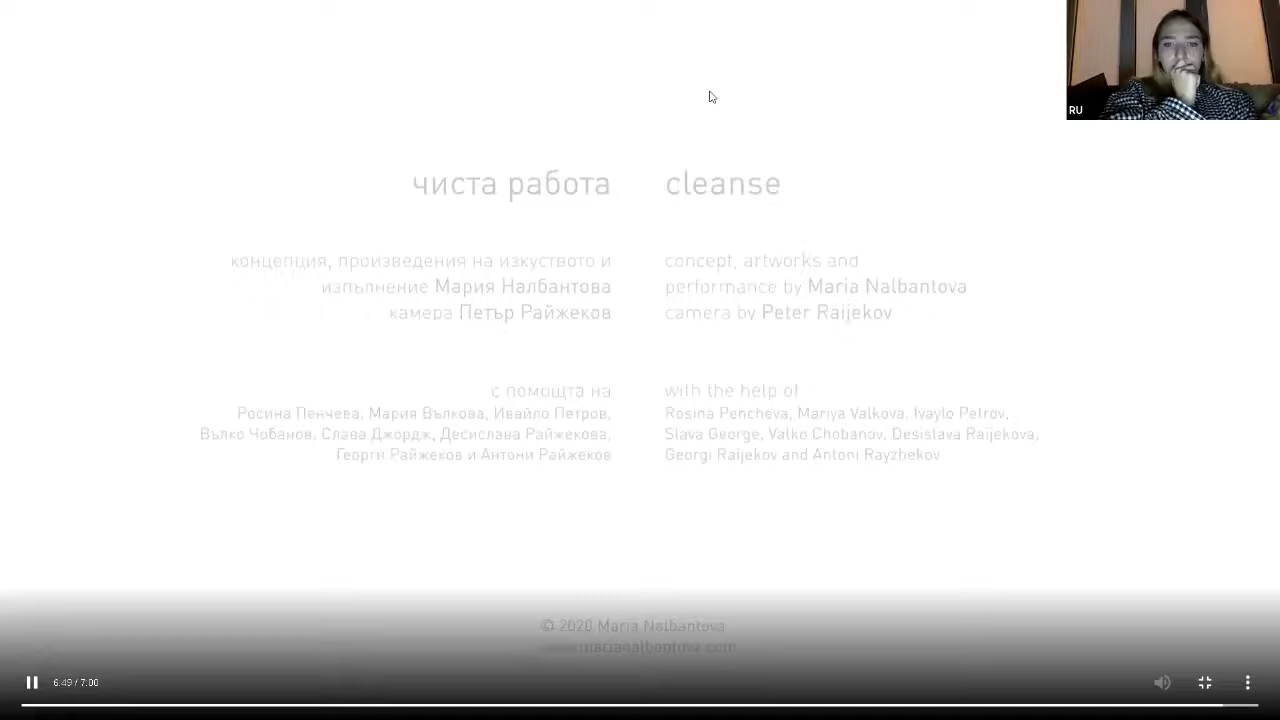 RU
чиста работа
cleanse
концепция, произведения на изкуството и
изпълнение Мария Налбантова
камера Петър Райжеков
concept, artworks and
performance by Maria Nalbantova
camera by Peter Raijekov
с помощта на
Росина Пенчева, Мария Вълкова, Ивайло Петров,
Вълко Чобанов, Слава Джордж, Десислава Райжекова,
Георги Райжеков и Антони Райжеков
with the help of
Rosina Pencheva, Mariya Valkova, Ivaylo Petrov,
Slava George, Valko Chobanov, Desislava Raijekova,
Georgi Raijekov and Antoni Rayzhekov
© 2020 Maria Nalbantova
www.marianalbantova.com
6:49 / 7:00